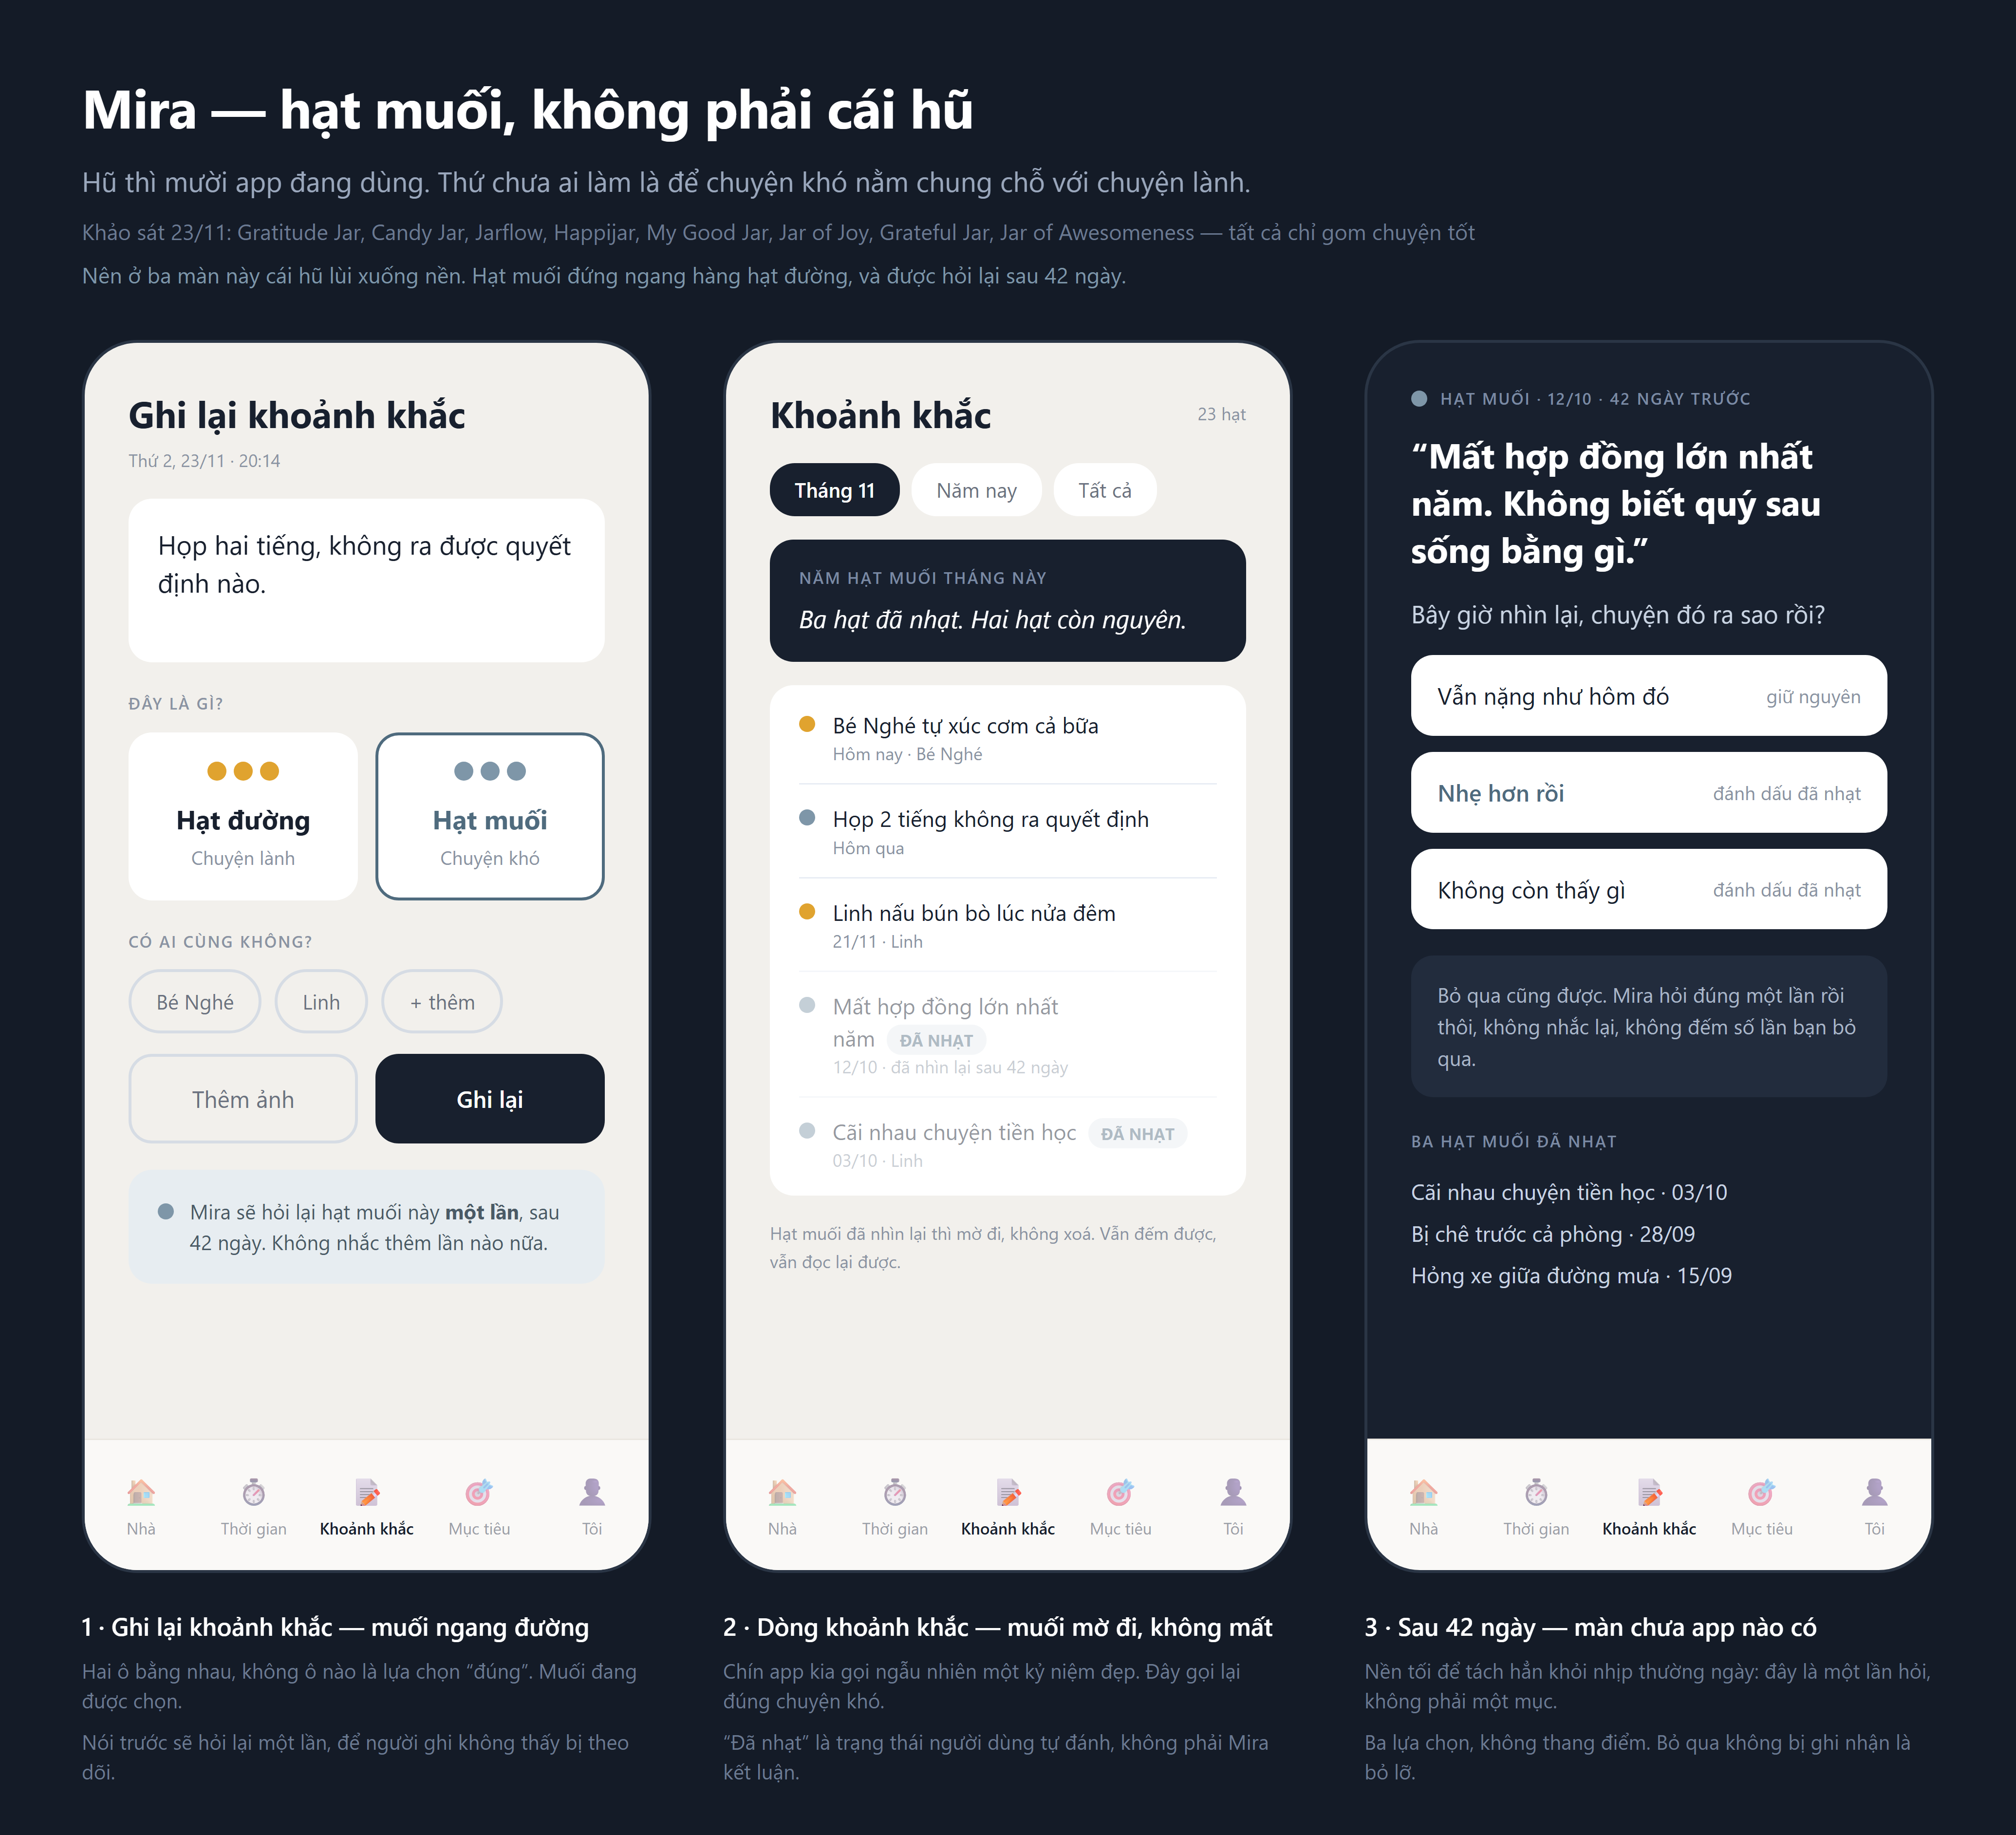 Mira — hạt muối, không phải cái hũ
Hũ thì mười app đang dùng. Thứ chưa ai làm là để chuyện khó nằm chung chỗ với chuyện lành.
Khảo sát 23/11: Gratitude Jar, Candy Jar, Jarflow, Happijar, My Good Jar, Jar of Joy, Grateful Jar, Jar of Awesomeness — tất cả chỉ gom chuyện tốt
Nên ở ba màn này cái hũ lùi xuống nền. Hạt muối đứng ngang hàng hạt đường, và được hỏi lại sau 42 ngày.
Ghi lại khoảnh khắc
Thứ 2, 23/11 · 20:14
Họp hai tiếng, không ra được quyết
định nào.
ĐÂY LÀ GÌ?
Hạt đường
Chuyện lành
Hạt muối
Chuyện khó
CÓ AI CÙNG KHÔNG?
Bé Nghé
Linh
+ thêm
Thêm ảnh
Ghi lại
Mira sẽ hỏi lại hạt muối này một lần, sau
42 ngày. Không nhắc thêm lần nào nữa.
Nhà
Thời gian
Khoảnh khắc
Mục tiêu
Tôi
1 · Ghi lại khoảnh khắc — muối ngang đường
Hai ô bằng nhau, không ô nào là lựa chọn “đúng”. Muối đang
được chọn.
Nói trước sẽ hỏi lại một lần, để người ghi không thấy bị theo
dõi.
Khoảnh khắc
23 hạt
Tháng 11
Năm nay
Tất cả
NĂM HẠT MUỐI THÁNG NÀY
Ba hạt đã nhạt. Hai hạt còn nguyên.
Bé Nghé tự xúc cơm cả bữa
Hôm nay · Bé Nghé
Họp 2 tiếng không ra quyết định
Hôm qua
Linh nấu bún bò lúc nửa đêm
21/11 · Linh
Mất hợp đồng lớn nhất
năm ĐÃ NHẠT
12/10 · đã nhìn lại sau 42 ngày
Cãi nhau chuyện tiền học ĐÃ NHẠT
03/10 · Linh
Hạt muối đã nhìn lại thì mờ đi, không xoá. Vẫn đếm được,
vẫn đọc lại được.
Nhà
Thời gian
Khoảnh khắc
Mục tiêu
Tôi
2 · Dòng khoảnh khắc — muối mờ đi, không mất
Chín app kia gọi ngẫu nhiên một kỷ niệm đẹp. Đây gọi lại
đúng chuyện khó.
“Đã nhạt” là trạng thái người dùng tự đánh, không phải Mira
kết luận.
HẠT MUỐI · 12/10 · 42 NGÀY TRƯỚC
“Mất hợp đồng lớn nhất
năm. Không biết quý sau
sống bằng gì.”
Bây giờ nhìn lại, chuyện đó ra sao rồi?
Vẫn nặng như hôm đó
giữ nguyên
Nhẹ hơn rồi
đánh dấu đã nhạt
Không còn thấy gì
đánh dấu đã nhạt
Bỏ qua cũng được. Mira hỏi đúng một lần rồi
thôi, không nhắc lại, không đếm số lần bạn bỏ
qua.
BA HẠT MUỐI ĐÃ NHẠT
Cãi nhau chuyện tiền học · 03/10
Bị chê trước cả phòng · 28/09
Hỏng xe giữa đường mưa · 15/09
Nhà
Thời gian
Khoảnh khắc
Mục tiêu
Tôi
3 · Sau 42 ngày — màn chưa app nào có
Nền tối để tách hẳn khỏi nhịp thường ngày: đây là một lần hỏi,
không phải một mục.
Ba lựa chọn, không thang điểm. Bỏ qua không bị ghi nhận là
bỏ lỡ.